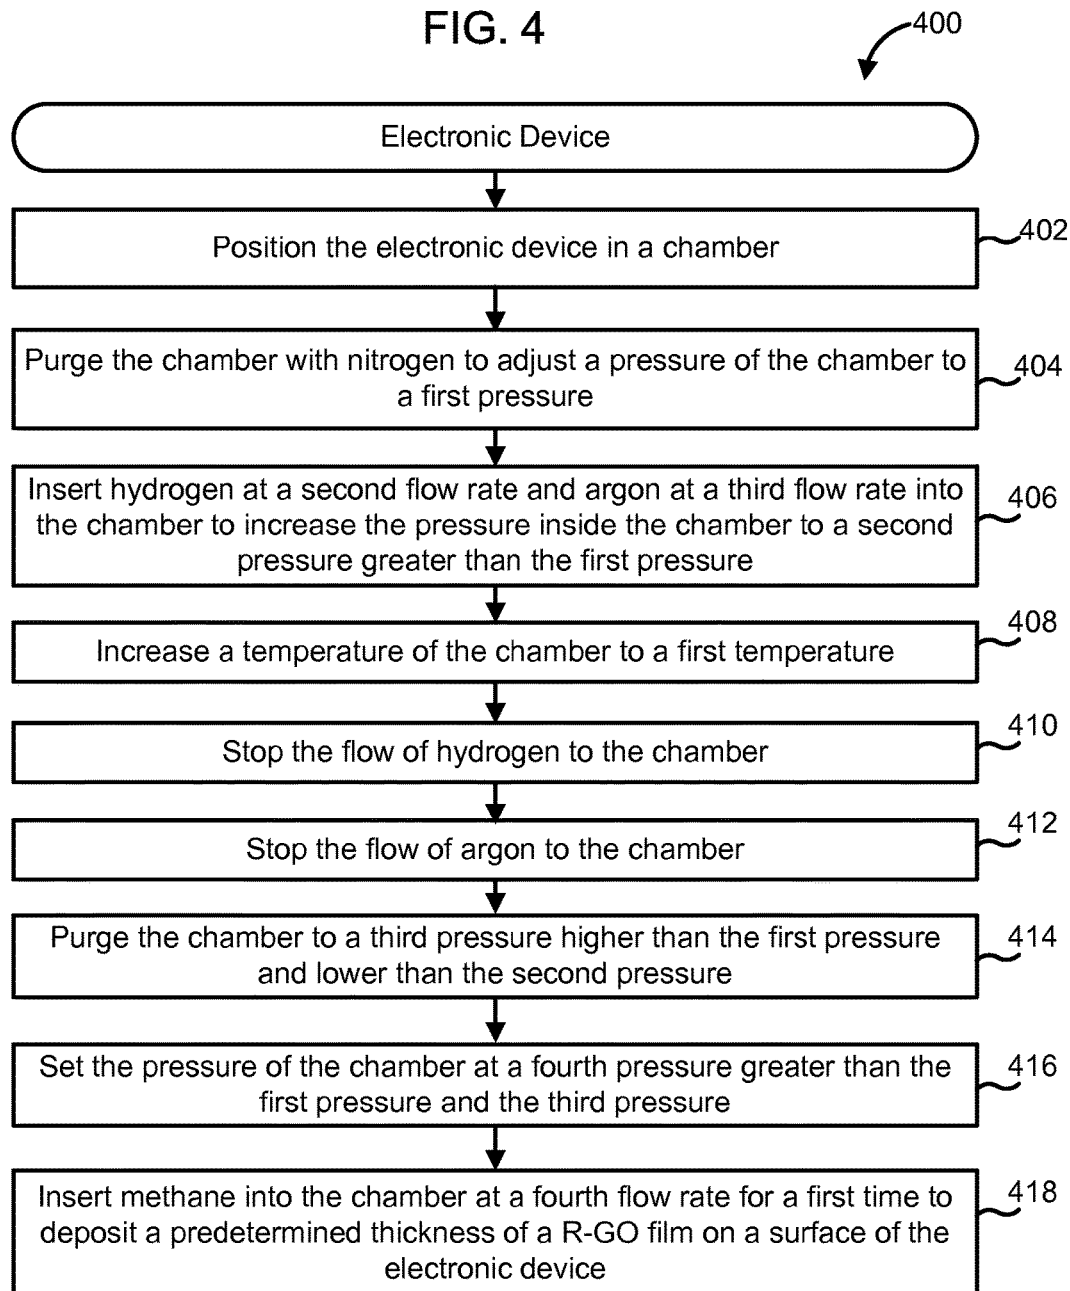 FIG. 4
400
Electronic Device
Position the electronic device in a chamber
402
Purge the chamber with nitrogen to adjust a pressure of the chamber to
a first pressure
404
Insert hydrogen at a second flow rate and argon at a third flow rate into
the chamber to increase the pressure inside the chamber to a second
pressure greater than the first pressure
406
Increase a temperature of the chamber to a first temperature
408
Stop the flow of hydrogen to the chamber
410
Stop the flow of argon to the chamber
412
Purge the chamber to a third pressure higher than the first pressure
and lower than the second pressure
414
Set the pressure of the chamber at a fourth pressure greater than the
first pressure and the third pressure
416
Insert methane into the chamber at a fourth flow rate for a first time to
deposit a predetermined thickness of a R-GO film on a surface of the
electronic device
418